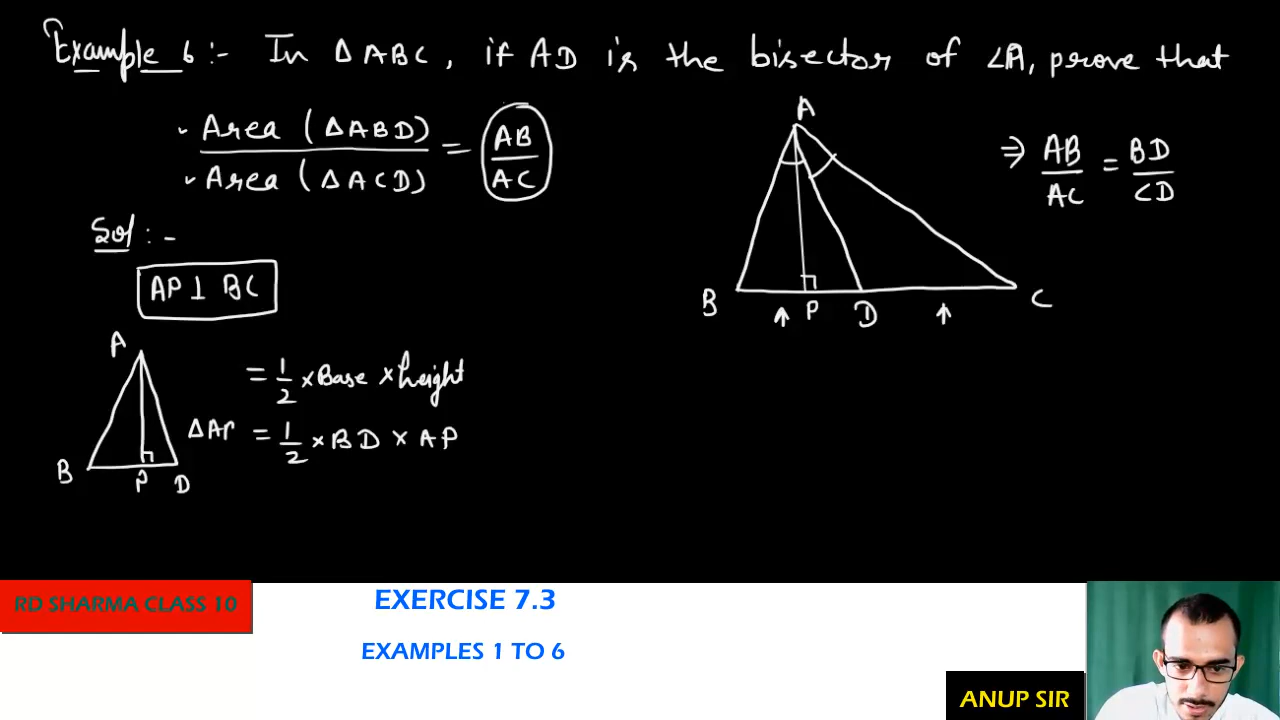 Example 6 :- In ΔABC, if AD is the bisector of ∠A, prove that
Area (ΔABD) / Area (ΔACD) = AB / AC
Sol :-
AP ⊥ BC
A
B P D C
⇒ AB / AC = BD / CD
A
B P D
= 1/2 × Base × height
ΔAP = 1/2 × BD × AP
RD SHARMA CLASS 10
EXERCISE 7.3
EXAMPLES 1 TO 6
ANUP SIR